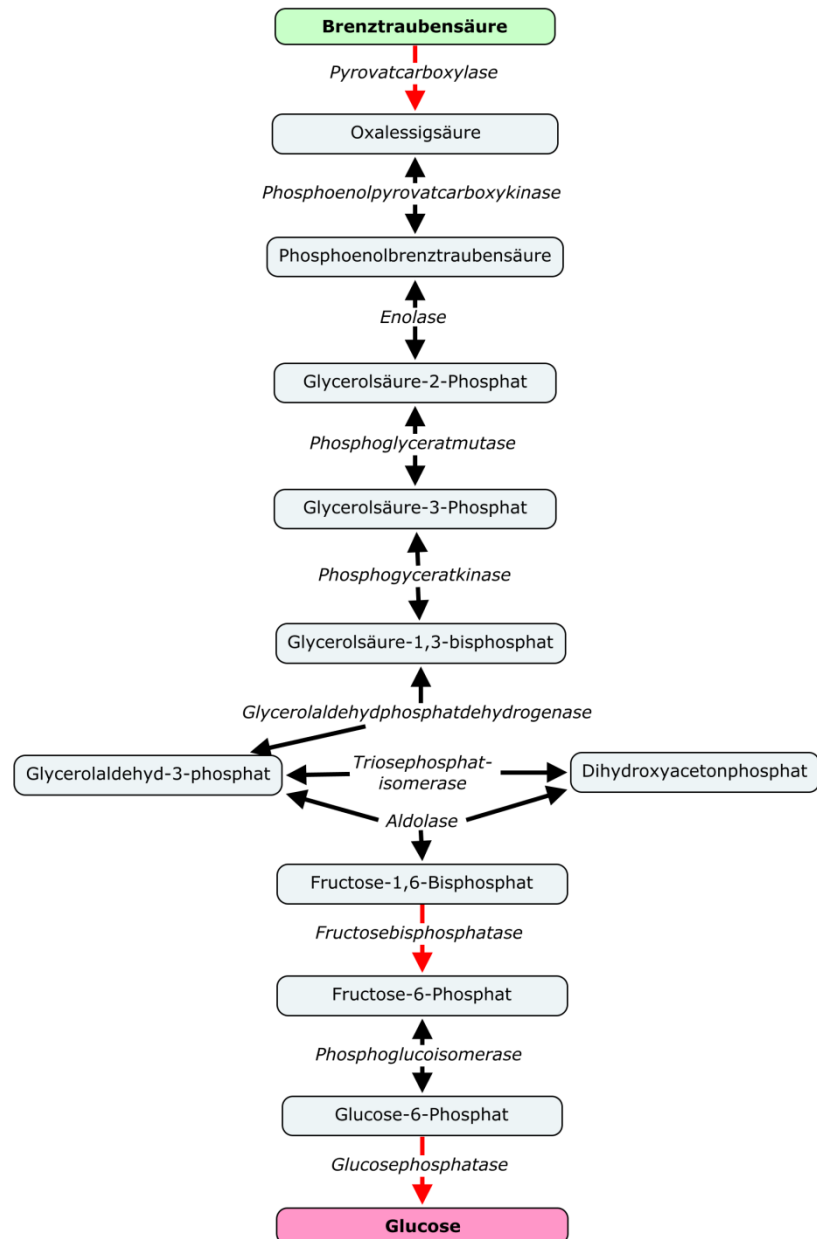 Brenztraubensäure
Pyrovatcarboxylase
Oxalessigsäure
Phosphoenolpyrovatcarboxykinase
Phosphoenolbrenztraubensäure
Enolase
Glycerolsäure-2-Phosphat
Phosphoglyceratmutase
Glycerolsäure-3-Phosphat
Phosphogyceratkinase
Glycerolsäure-1,3-bisphosphat
Glycerolaldehydphosphatdehydrogenase
Glycerolaldehyd-3-phosphat
Triosephosphat-
isomerase
Dihydroxyacetonphosphat
Aldolase
Fructose-1,6-Bisphosphat
Fructosebisphosphatase
Fructose-6-Phosphat
Phosphoglucoisomerase
Glucose-6-Phosphat
Glucosephosphatase
Glucose